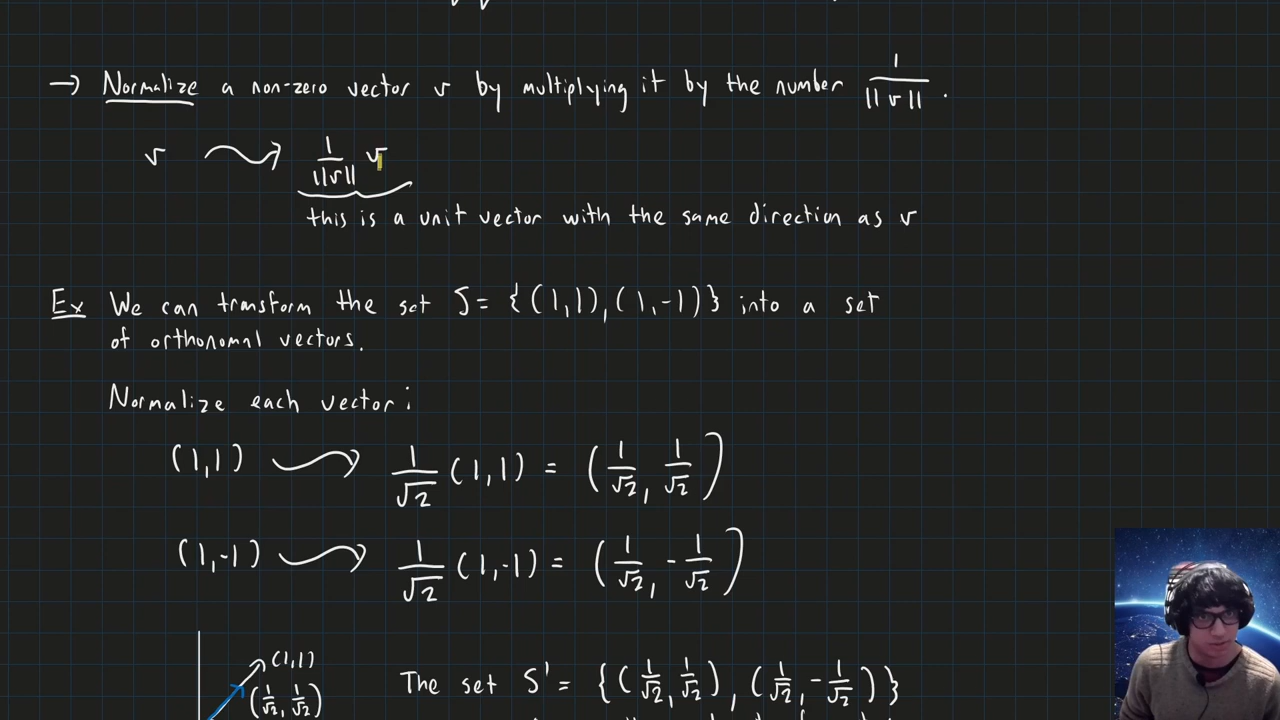 → Normalize a non-zero vector v by multiplying it by the number 1/||v|| .
v ⤳ 1/||v|| v
this is a unit vector with the same direction as v
Ex We can transform the set S = {(1,1),(1,-1)} into a set
of orthonomal vectors.
Normalize each vector:
(1,1) ⤳ 1/√2 (1,1) = (1/√2, 1/√2)
(1,-1) ⤳ 1/√2 (1,-1) = (1/√2, -1/√2)
(1,1)
(1/√2, 1/√2)
The set S' = {(1/√2, 1/√2), (1/√2, -1/√2)}